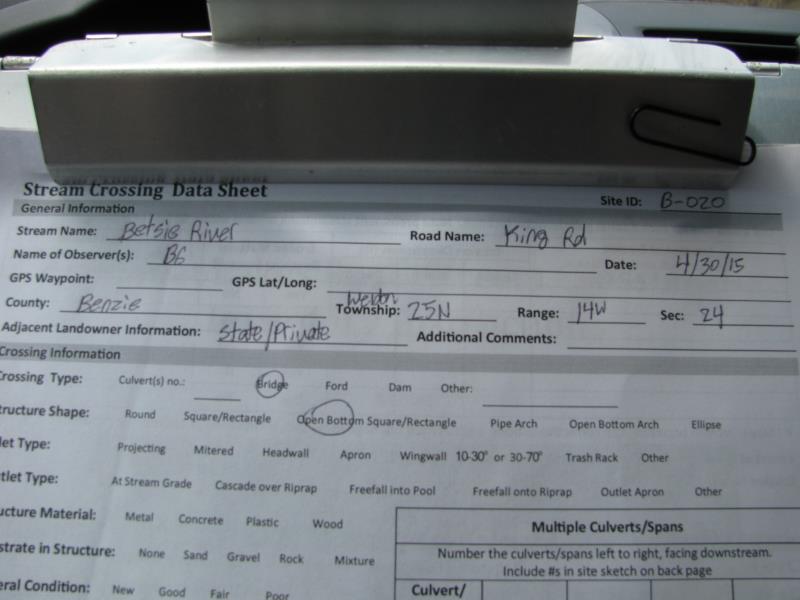 Stream Crossing Data Sheet
General Information Site ID: B-020
Stream Name: Betsie River Road Name: King Rd
Name of Observer(s): BG Date: 4/30/15
GPS Waypoint: GPS Lat/Long:
County: Benzie Weldon Township: 25N Range: 14W Sec: 24
Adjacent Landowner Information: State/Private Additional Comments:
Crossing Information
Crossing Type: Culvert(s) no.: Bridge Ford Dam Other:
tructure Shape: Round Square/Rectangle Open Bottom Square/Rectangle Pipe Arch Open Bottom Arch Ellipse
let Type: Projecting Mitered Headwall Apron Wingwall 10-30° or 30-70° Trash Rack Other
utlet Type: At Stream Grade Cascade over Riprap Freefall into Pool Freefall onto Riprap Outlet Apron Other
ucture Material: Metal Concrete Plastic Wood
strate in Structure: None Sand Gravel Rock Mixture
eral Condition: New Good Fair Poor
Multiple Culverts/Spans
Number the culverts/spans left to right, facing downstream.
Include #s in site sketch on back page
Culvert/